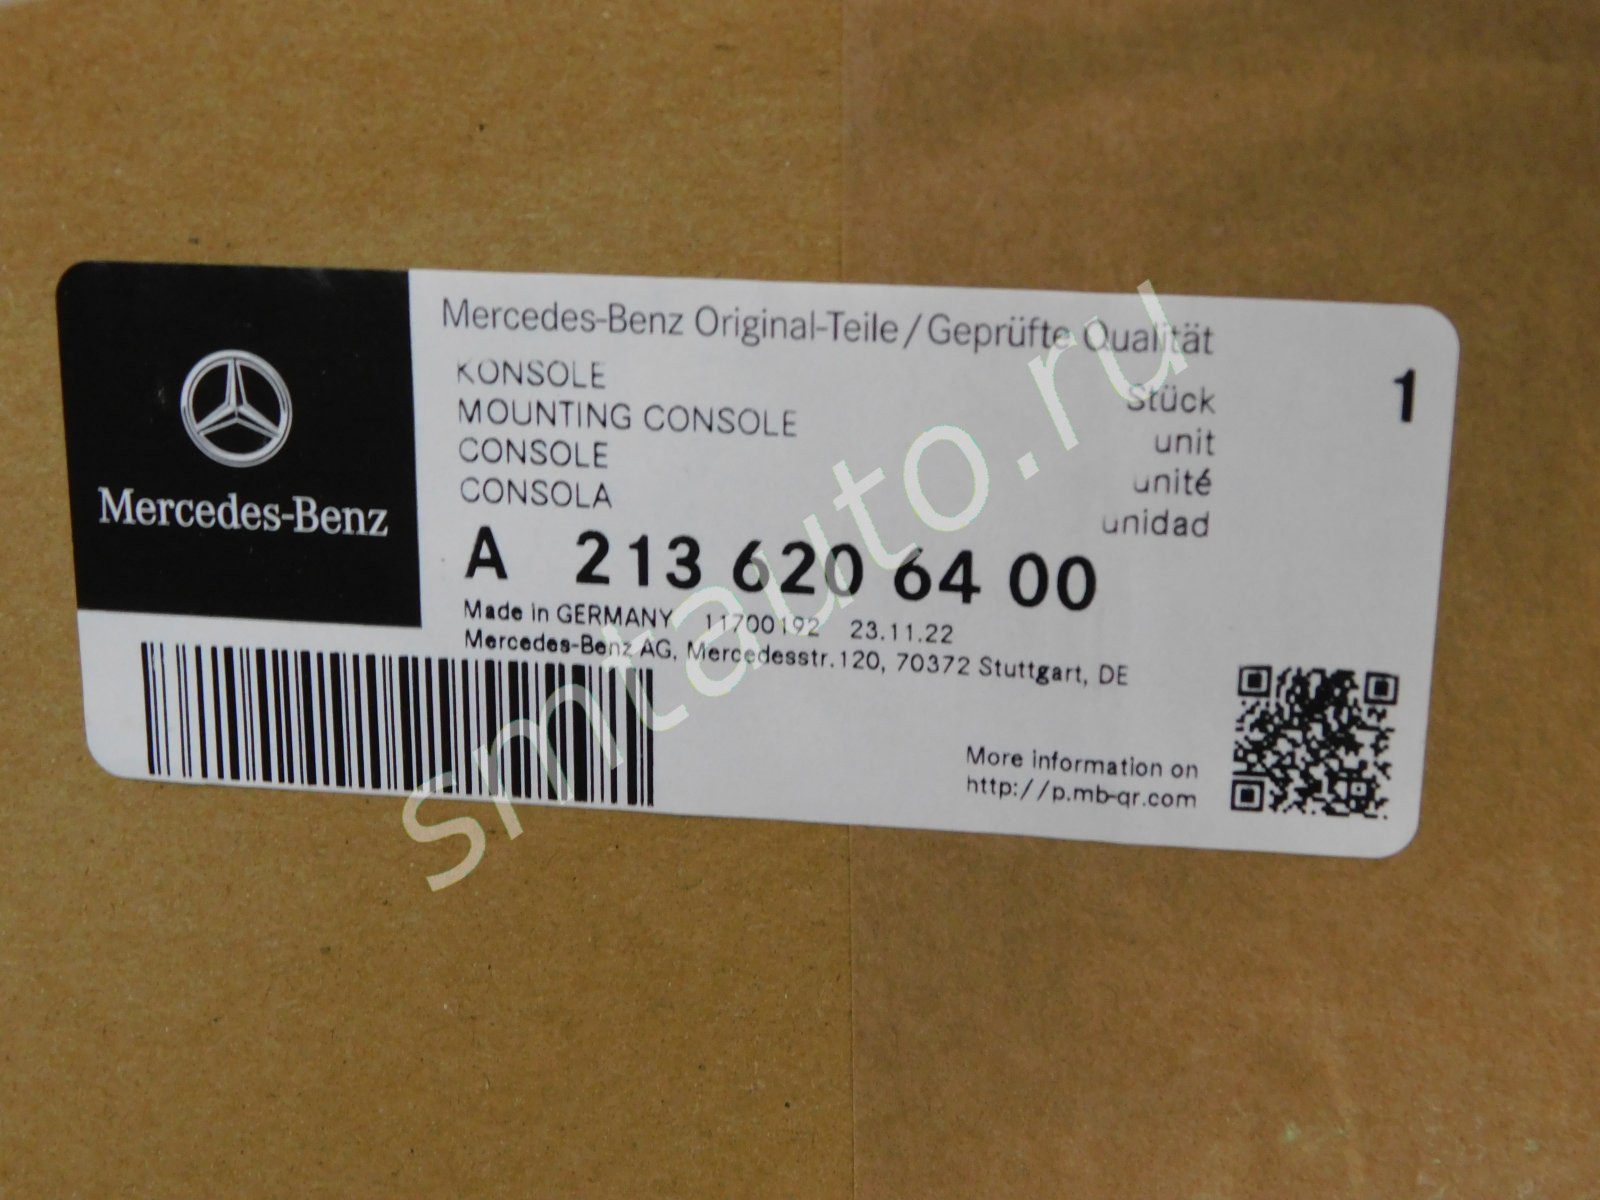 Mercedes-Benz
Mercedes-Benz Original-Teile / Geprüfte Qualität
KONSOLE
MOUNTING CONSOLE
CONSOLE
CONSOLA
Stück
unit
unité
unidad
1
A 213 620 64 00
Made in GERMANY 11700192 23.11.22
Mercedes-Benz AG, Mercedesstr.120, 70372 Stuttgart, DE
More information on
http://p.mb-qr.com
smtauto.ru